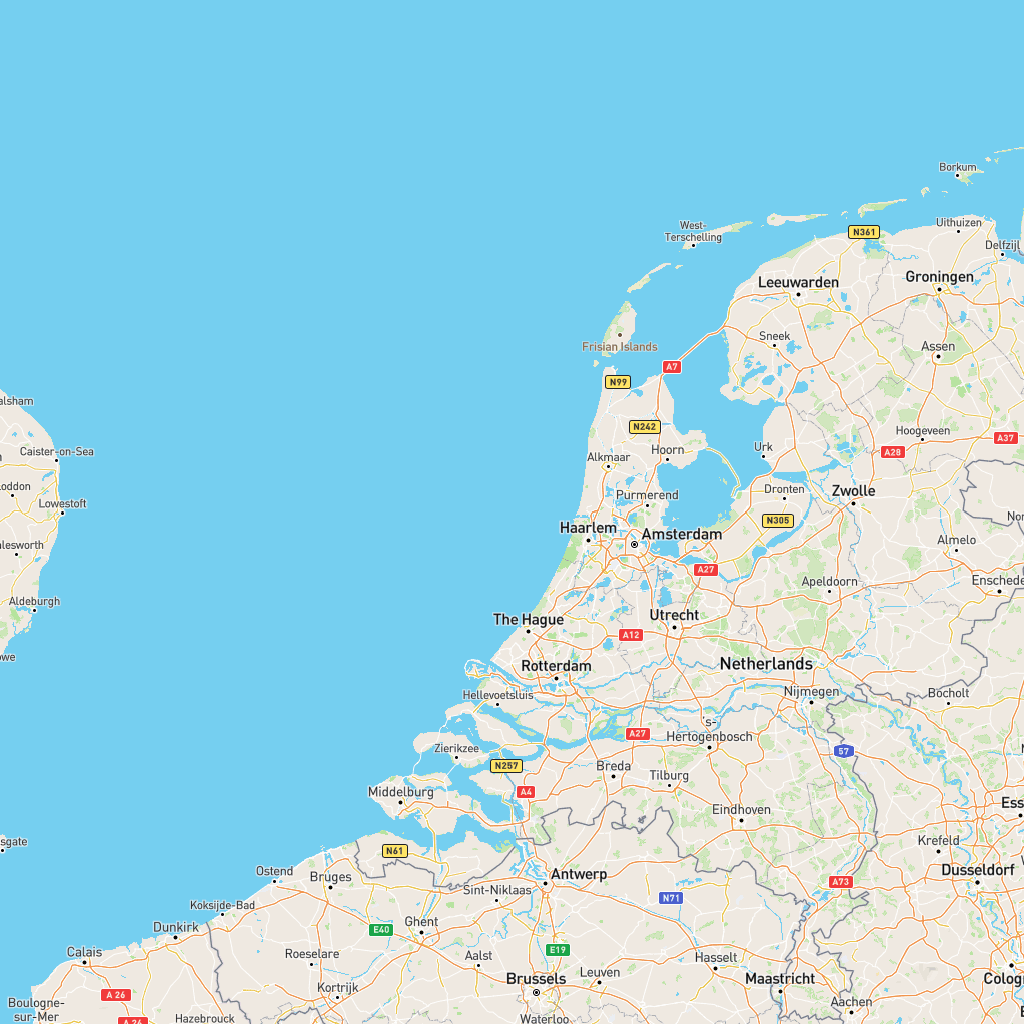 Borkum
West-
Terschelling
Uithuizen
N361
Delfzijl
Groningen
Leeuwarden
Sneek
Frisian Islands
Assen
A7
N99
alsham
N242
Hoogeveen
A37
Caister-on-Sea
Hoorn
Urk
A28
Alkmaar
oddon
Purmerend
Dronten
Zwolle
Lowestoft
Nor
N305
Haarlem
Amsterdam
Almelo
alesworth
A27
Apeldoorn
Enschede
Aldeburgh
The Hague
Utrecht
A12
owe
Rotterdam
Netherlands
Nijmegen
Bocholt
Hellevoetsluis
's-
Hertogenbosch
A27
Zierikzee
57
N257
Breda
Tilburg
Middelburg
A4
Eindhoven
Ess
sgate
N61
Krefeld
Ostend
Bruges
Antwerp
Dusseldorf
Sint-Niklaas
A73
N71
Koksijde-Bad
Dunkirk
Ghent
E40
Calais
Roeselare
Aalst
E19
Hasselt
Brussels
Leuven
Maastricht
Colog
Kortrijk
A 26
Boulogne-
sur-Mer
Aachen
A 26
Hazebrouck
Waterloo